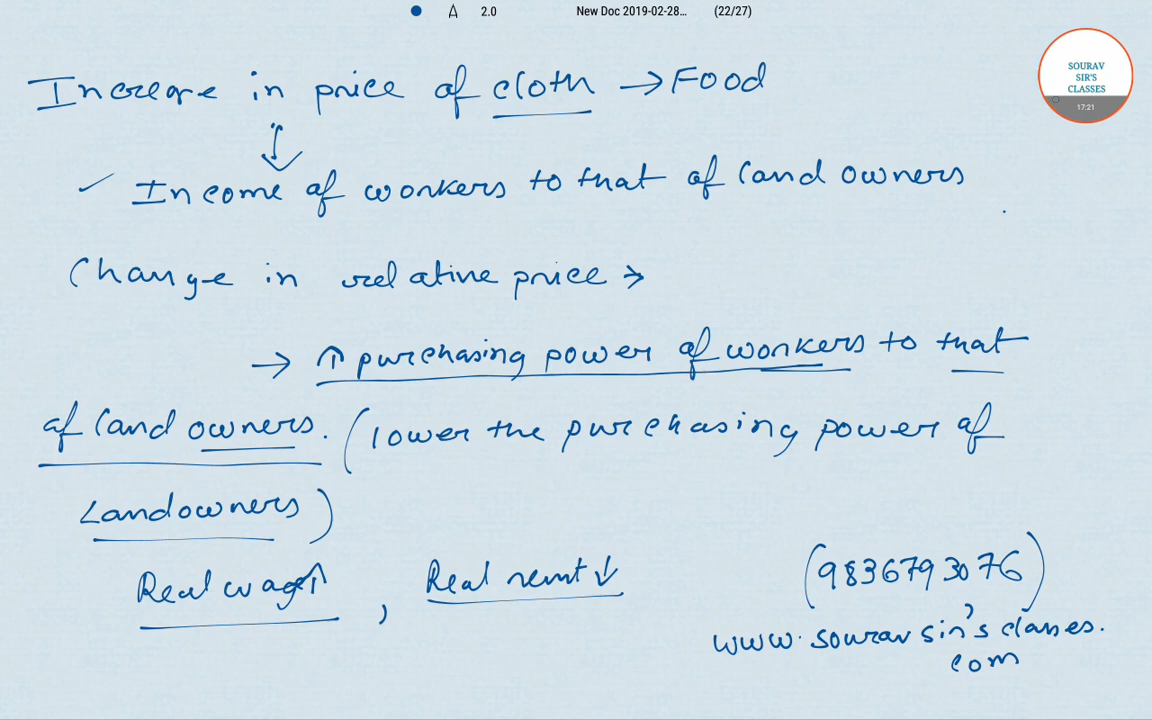 2.0 New Doc 2019-02-28... (22/27)
SOURAV
SIR'S
CLASSES
17:21
Increase in price of cloth → Food
↓
✓ Income of workers to that of land owners
Change in relative price →
→ ↑ purchasing power of workers to that
of land owners. (lower the purchasing power of
Landowners)
Real wage↑, Real rent ↓
(9836793076)
www.souravsin's classes.
com